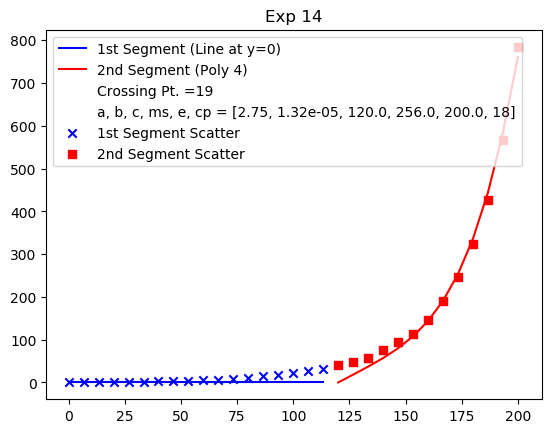 Exp 14
800
700
600
500
400
300
200
100
0
1st Segment (Line at y=0)
2nd Segment (Poly 4)
Crossing Pt. =19
a, b, c, ms, e, cp = [2.75, 1.32e-05, 120.0, 256.0, 200.0, 18]
1st Segment Scatter
2nd Segment Scatter
0 25 50 75 100 125 150 175 200